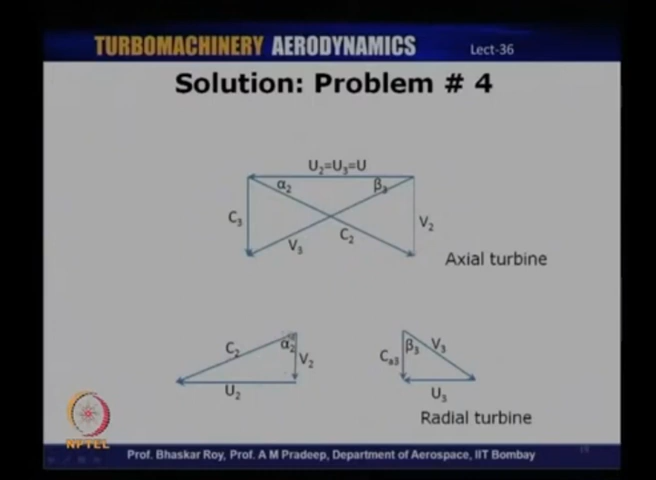 TURBOMACHINERY AERODYNAMICS Lect-36
Solution: Problem # 4
U₂=U₃=U
α₂ β₃
C₃ V₃ C₂ V₂
Axial turbine
C₂ α₂ V₂ Cₐ₃ β₃ V₃
U₂ U₃
Radial turbine
NPTEL
Prof. Bhaskar Roy, Prof. A M Pradeep, Department of Aerospace, IIT Bombay